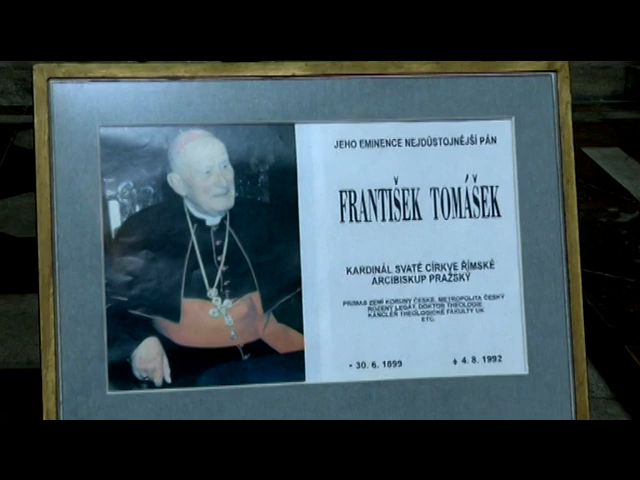 JEHO EMINENCE NEJDŮSTOJNĚJŠÍ PÁN
FRANTIŠEK TOMÁŠEK
KARDINÁL SVATÉ CÍRKVE ŘÍMSKÉ
ARCIBISKUP PRAŽSKÝ
PRIMAS ZEMÍ KORUNY ČESKÉ, METROPOLITA ČESKÝ
ROZENÝ LEGÁT, DOKTOR THEOLOGIE
KANCLÉŘ THEOLOGICKÉ FAKULTY UK
ETC.
* 30. 6. 1899 ✝ 4. 8. 1992